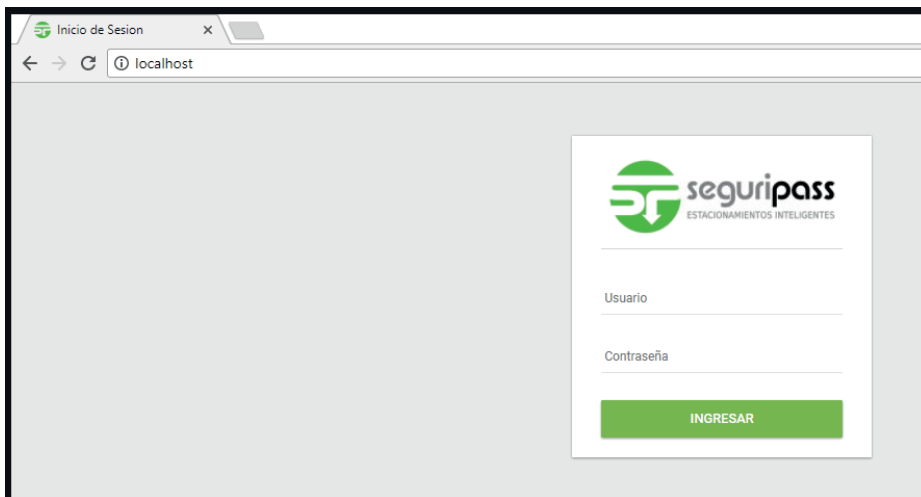 Inicio de Sesion
localhost
seguripass
ESTACIONAMIENTOS INTELIGENTES
Usuario
Contraseña
INGRESAR